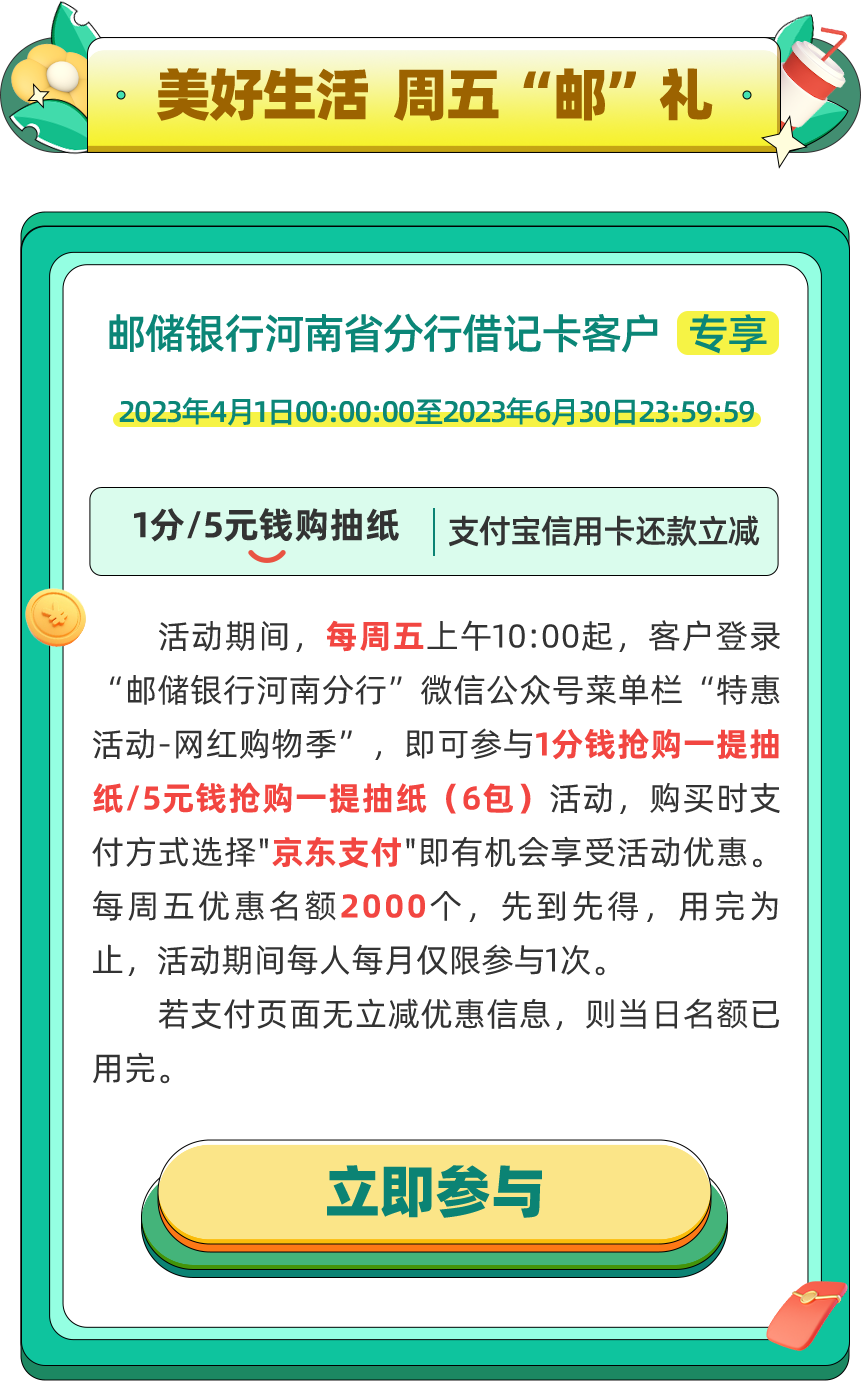 美好生活 周五“邮”礼
邮储银行河南省分行借记卡客户 专享
2023年4月1日00:00:00至2023年6月30日23:59:59
1分/5元钱购抽纸 支付宝信用卡还款立减
活动期间，每周五上午10:00起，客户登录
“邮储银行河南分行”微信公众号菜单栏“特惠
活动-网红购物季”，即可参与1分钱抢购一提抽
纸/5元钱抢购一提抽纸（6包）活动，购买时支
付方式选择"京东支付"即有机会享受活动优惠。
每周五优惠名额2000个，先到先得，用完为
止，活动期间每人每月仅限参与1次。
若支付页面无立减优惠信息，则当日名额已
用完。
立即参与